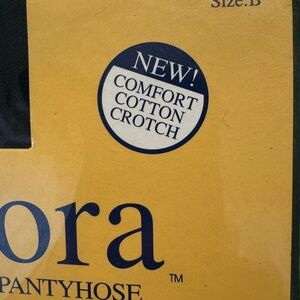 Size:B
NEW!
COMFORT
COTTON
CROTCH
ora
™
PANTYHOSE